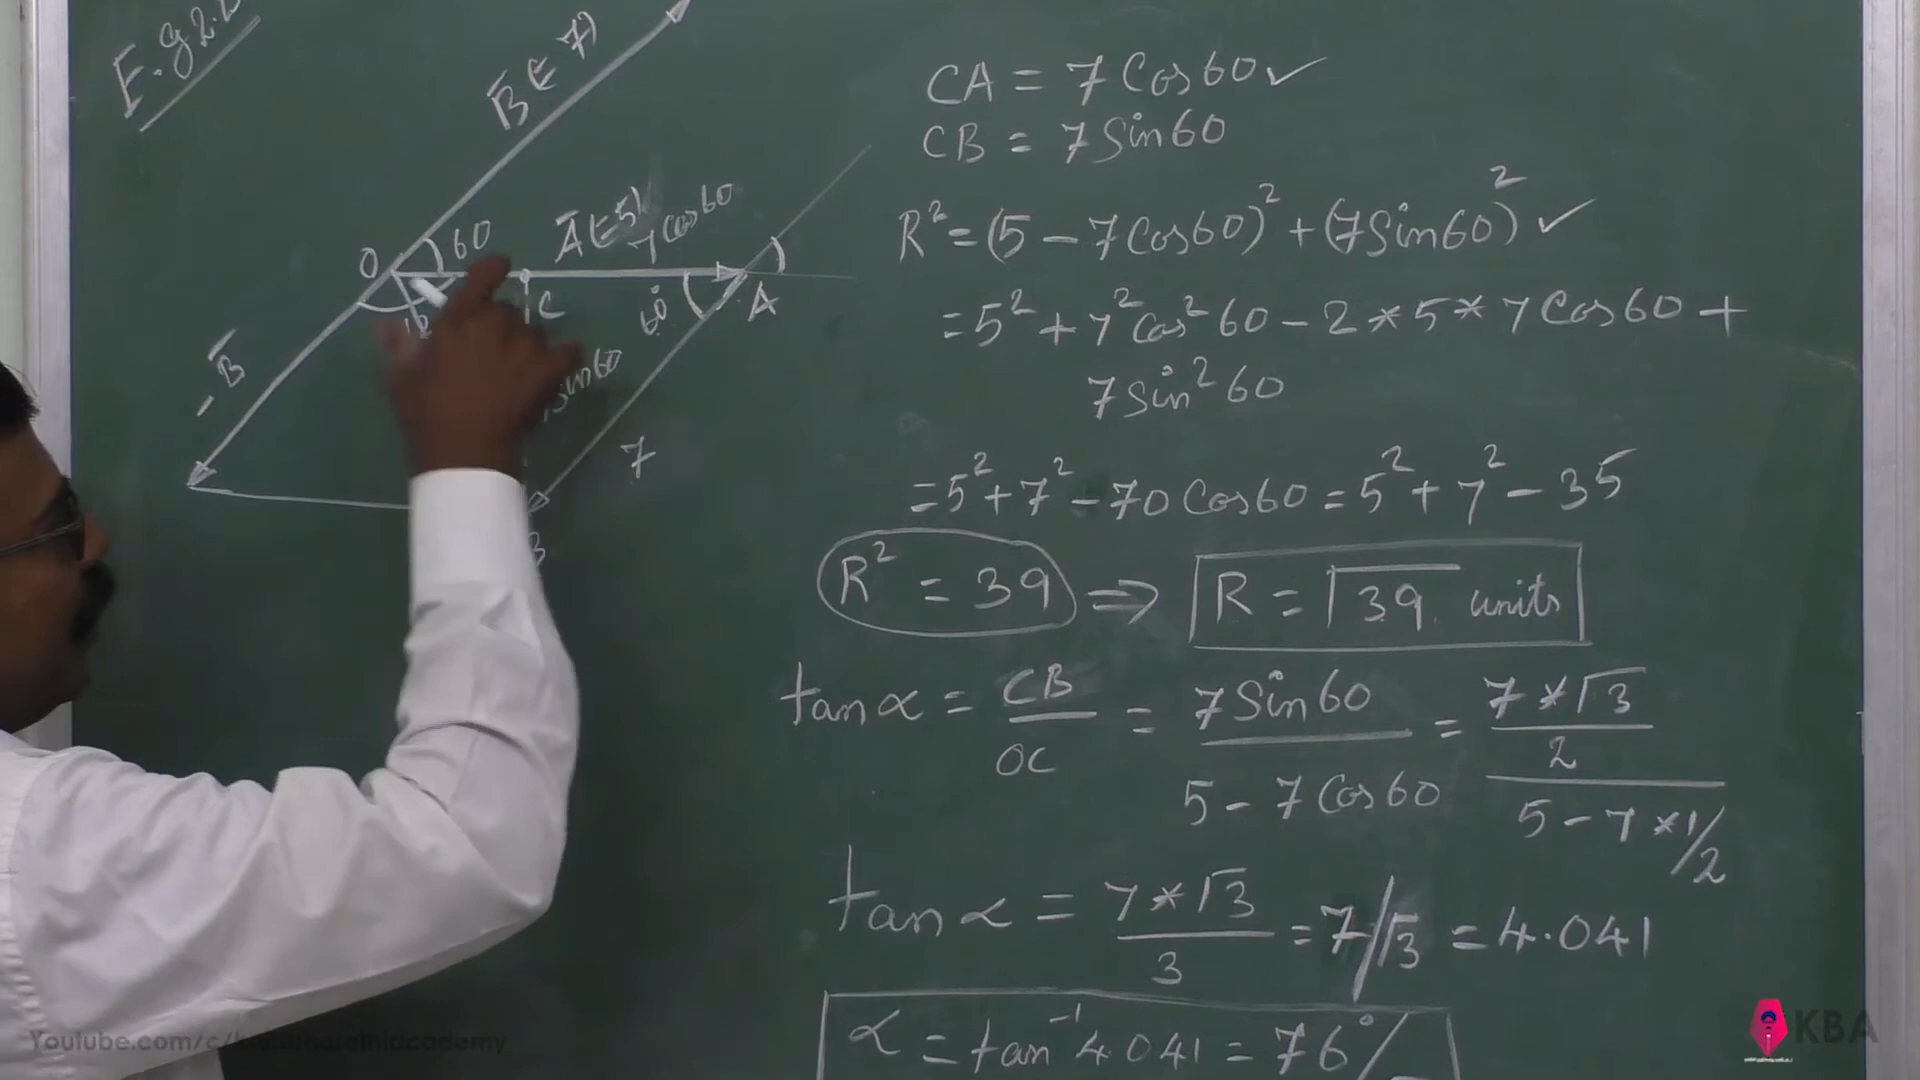 E.g 2.
B̅ (= 7)
O
60
A̅ (=5)
7 cos 60
C
60°
A
- B̅
7
B
CA = 7 Cos 60 ✓
CB = 7 Sin 60
R² = (5 - 7 Cos 60)² + (7 Sin 60)² ✓
= 5² + 7² Cos² 60 - 2 * 5 * 7 Cos 60 +
7 Sin² 60
= 5² + 7² - 70 Cos 60 = 5² + 7² - 35
R² = 39 ⇒ R = √39 units
tan α = CB / OC = 7 Sin 60 / 5 - 7 Cos 60 = 7 * √3 / 2 / 5 - 7 * 1/2
tan α = 7 * √3 / 3 = 7/√3 = 4.041
α = tan⁻¹ 4.041 = 76°
KBA